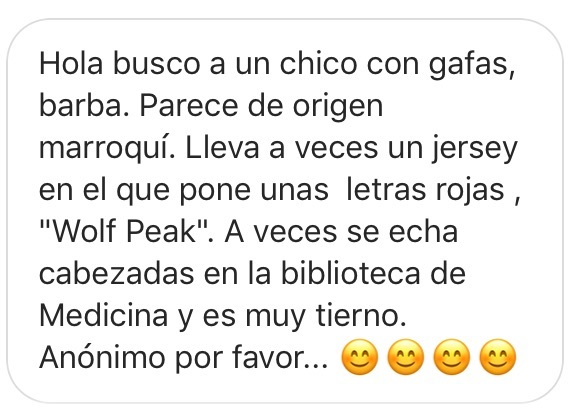 Hola busco a un chico con gafas,
barba. Parece de origen
marroquí. Lleva a veces un jersey
en el que pone unas  letras rojas ,
"Wolf Peak". A veces se echa
cabezadas en la biblioteca de
Medicina y es muy tierno.
Anónimo por favor... 😊😊😊😊